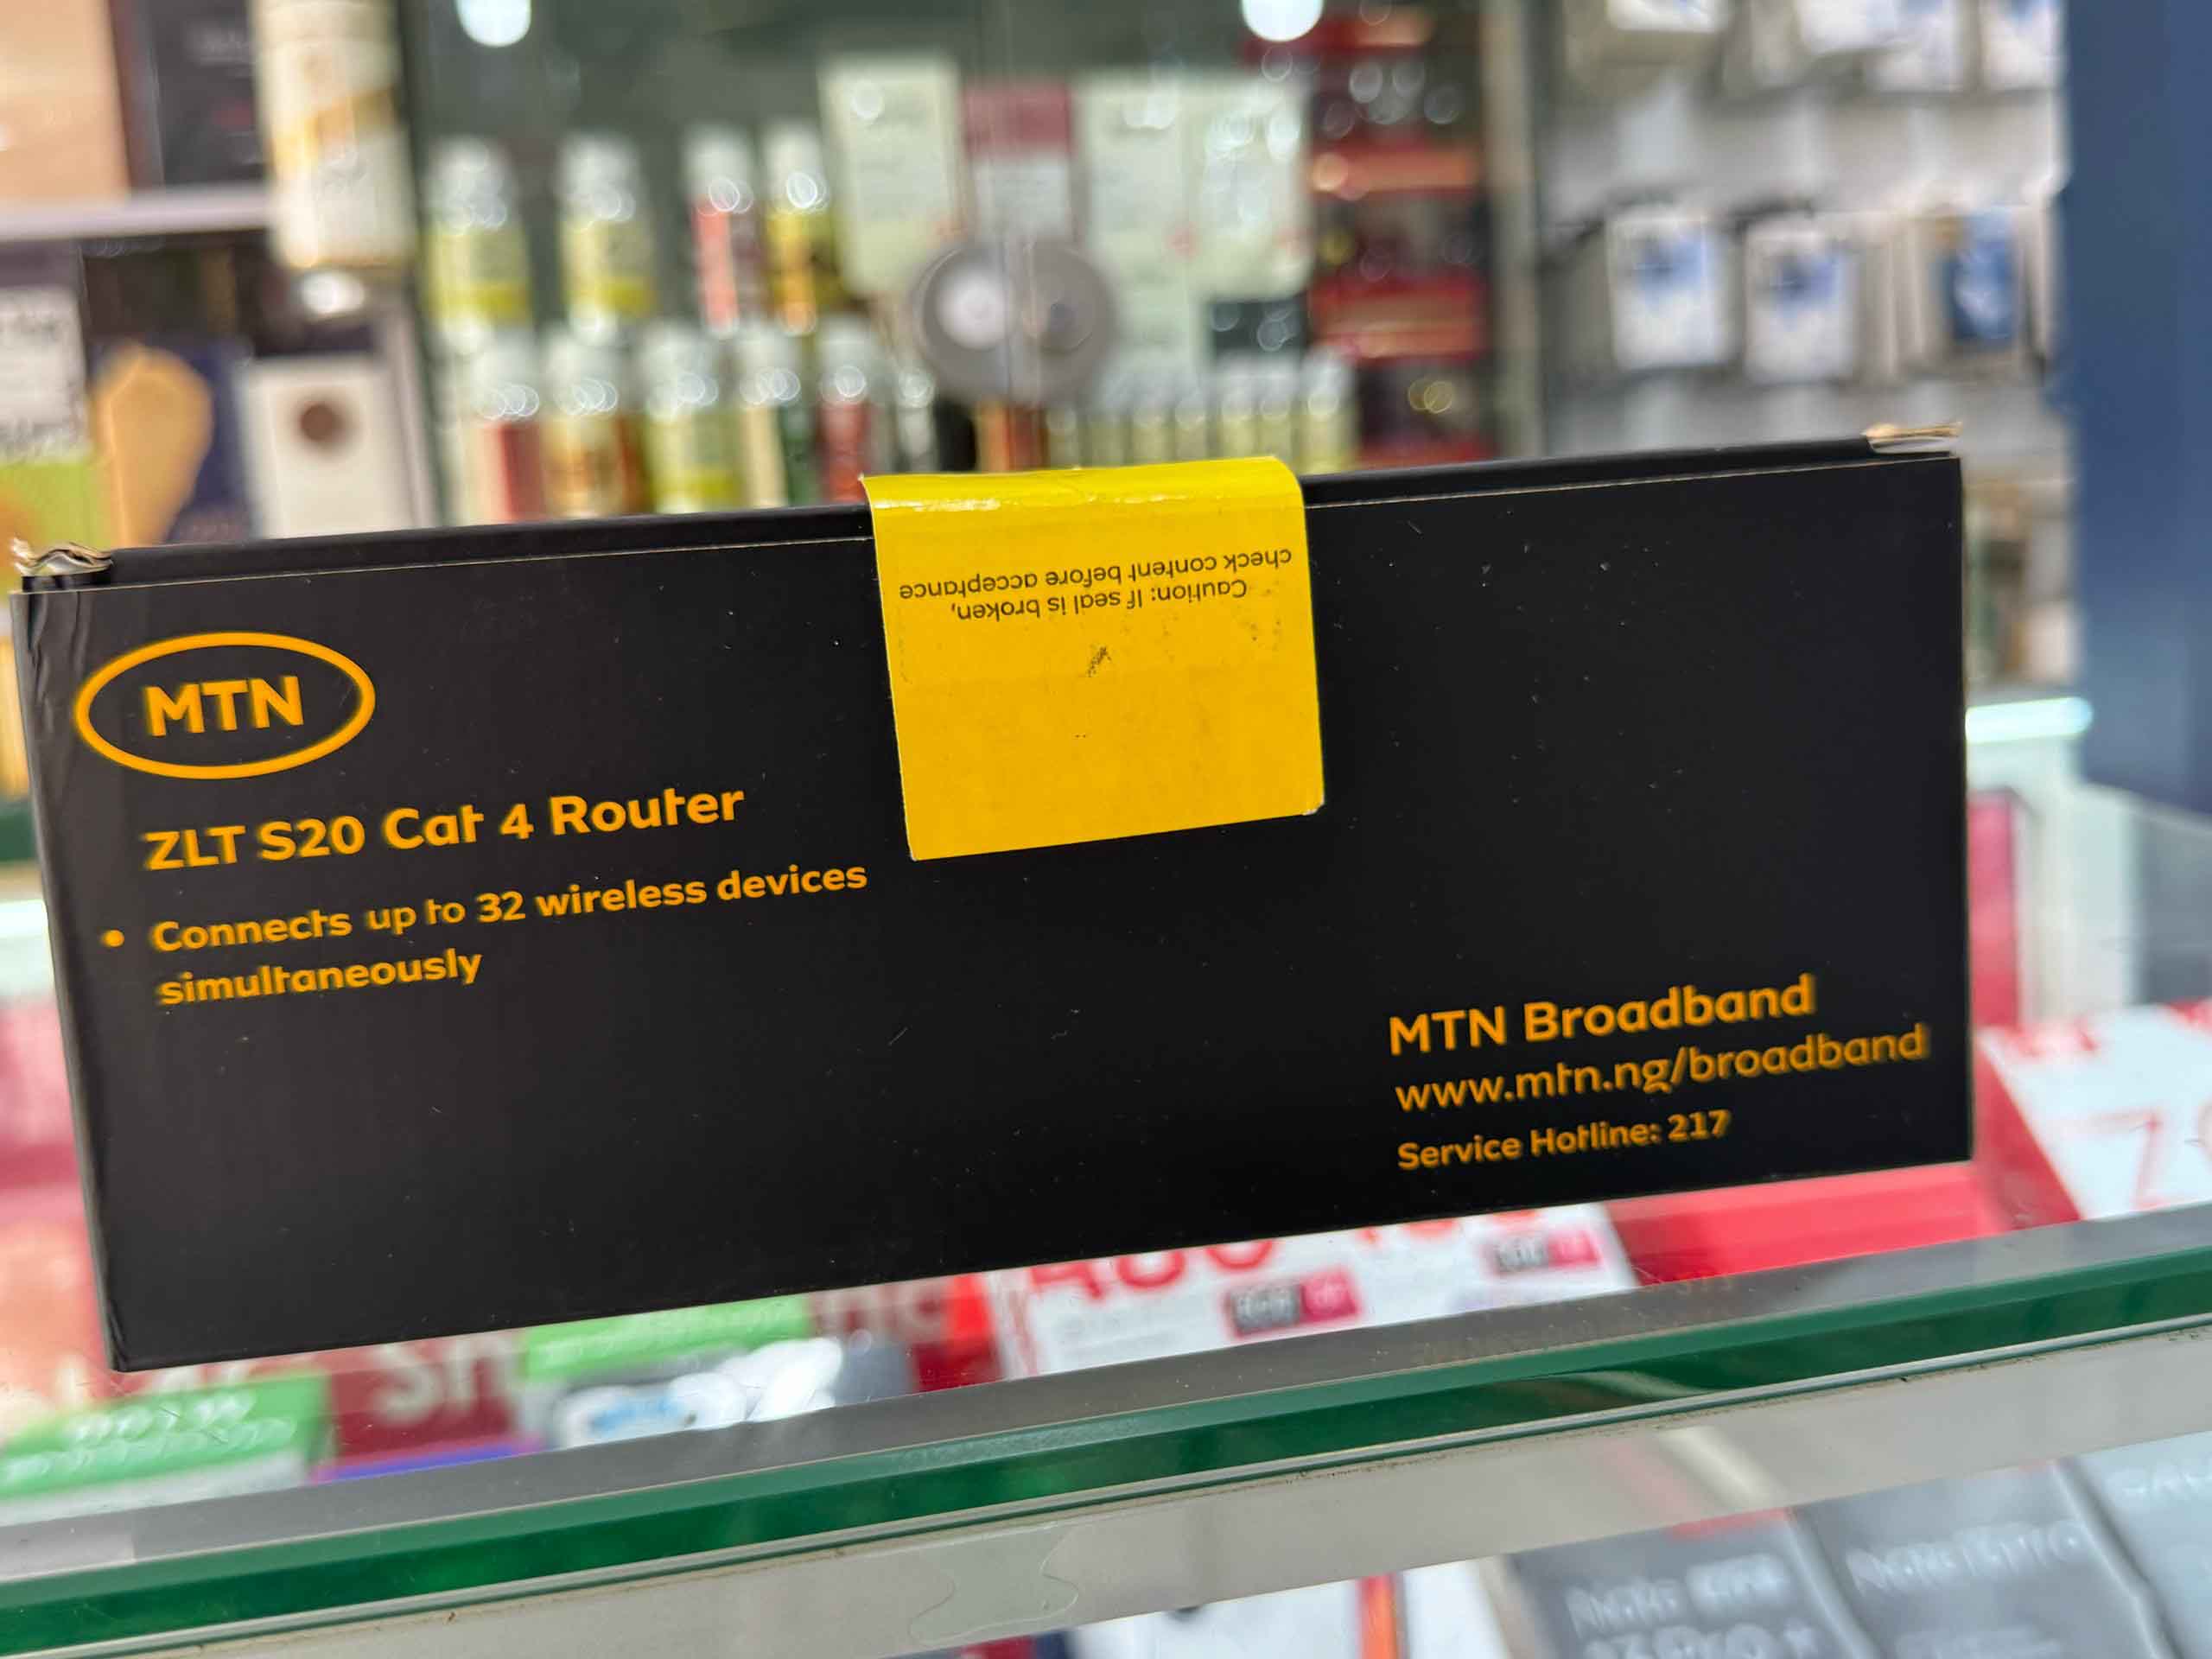 Caution: If seal is broken,
check content before acceptance
MTN
ZLT S20 Cat 4 Router
• Connects up to 32 wireless devices
simultaneously
MTN Broadband
www.mtn.ng/broadband
Service Hotline: 217